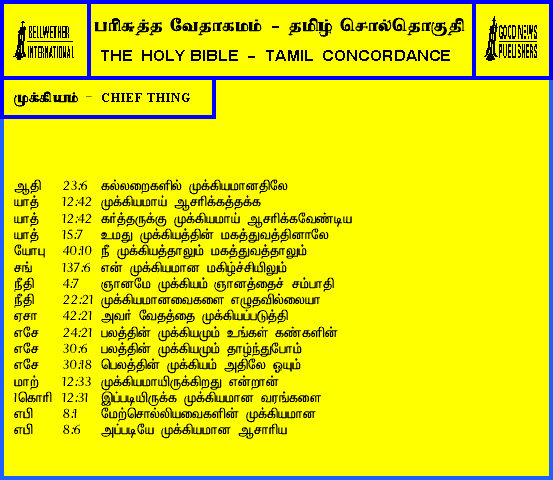 BELLWETHER
INTERNATIONAL
பரிசுத்த வேதாகமம் - தமிழ் சொல்தொகுதி
THE HOLY BIBLE - TAMIL CONCORDANCE
GOOD NEWS
PUBLISHERS
முக்கியம் - CHIEF THING
ஆதி 23:6 கல்லறைகளில் முக்கியமானதிலே
யாத் 12:42 முக்கியமாய் ஆசரிக்கத்தக்க
யாத் 12:42 கர்த்தருக்கு முக்கியமாய் ஆசரிக்கவேண்டிய
யாத் 15:7 உமது முக்கியத்தின் மகத்துவத்தினாலே
யோபு 40:10 நீ முக்கியத்தாலும் மகத்துவத்தாலும்
சங் 137:6 என் முக்கியமான மகிழ்ச்சியிலும்
நீதி 4:7 ஞானமே முக்கியம் ஞானத்தைச் சம்பாதி
நீதி 22:21 முக்கியமானவைகளை எழுதவில்லையா
ஏசா 42:21 அவர் வேதத்தை முக்கியப்படுத்தி
எசே 24:21 பலத்தின் முக்கியமும் உங்கள் கண்களின்
எசே 30:6 பலத்தின் முக்கியமும் தாழ்ந்துபோம்
எசே 30:18 பெலத்தின் முக்கியம் அதிலே ஓயும்
மாற் 12:33 முக்கியமாயிருக்கிறது என்றான்
1கொரி 12:31 இப்படியிருக்க முக்கியமான வரங்களை
எபி 8:1 மேற்சொல்லியவைகளின் முக்கியமான
எபி 8:6 அப்படியே முக்கியமான ஆசாரிய